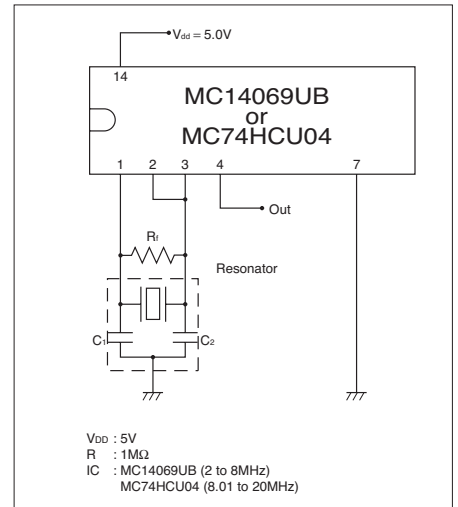 Vdd = 5.0V
14
MC14069UB
or
MC74HCU04
1 2 3 4 7
Out
Rf
Resonator
C1 C2
VDD : 5V
R : 1MΩ
IC : MC14069UB (2 to 8MHz)
MC74HCU04 (8.01 to 20MHz)